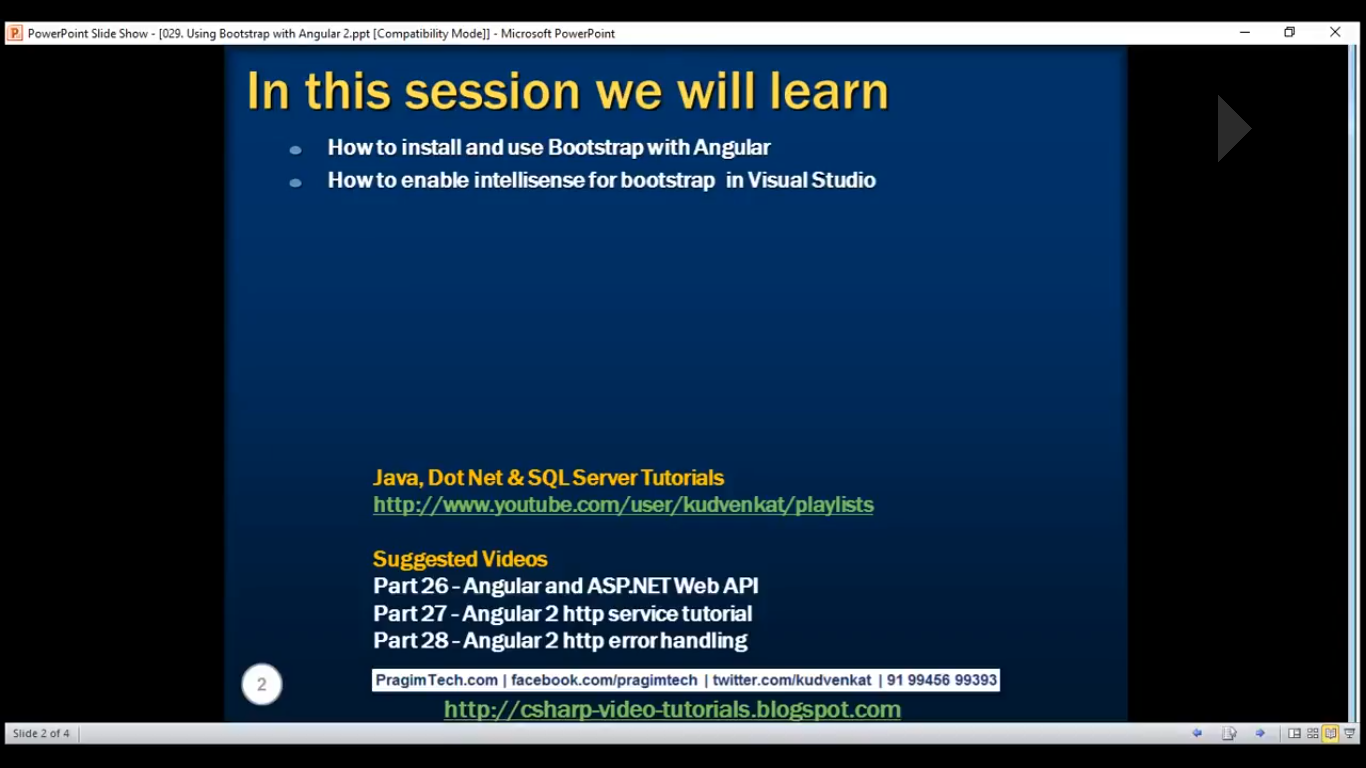 PowerPoint Slide Show - [029. Using Bootstrap with Angular 2.ppt [Compatibility Mode]] - Microsoft PowerPoint
In this session we will learn
How to install and use Bootstrap with Angular
How to enable intellisense for bootstrap in Visual Studio
Java, Dot Net & SQL Server Tutorials
http://www.youtube.com/user/kudvenkat/playlists
Suggested Videos
Part 26 - Angular and ASP.NET Web API
Part 27 - Angular 2 http service tutorial
Part 28 - Angular 2 http error handling
2
PragimTech.com | facebook.com/pragimtech | twitter.com/kudvenkat | 91 99456 99393
http://csharp-video-tutorials.blogspot.com
Slide 2 of 4